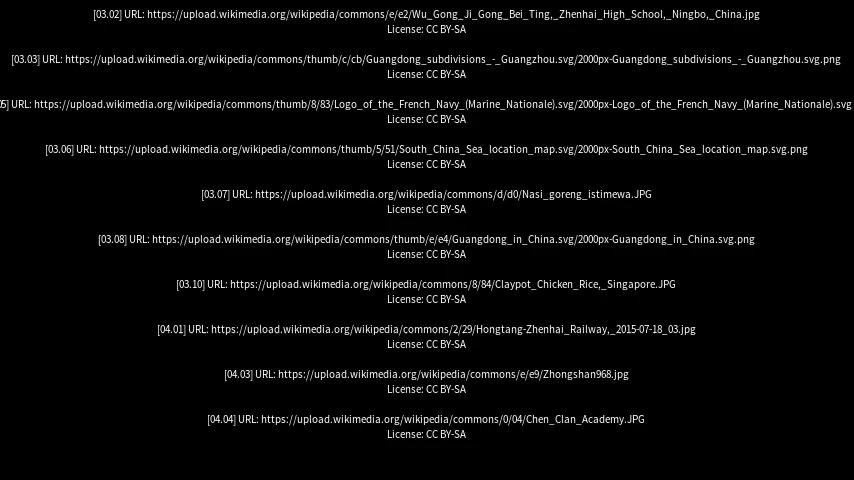 [03.02] URL: https://upload.wikimedia.org/wikipedia/commons/e/e2/Wu_Gong_Ji_Gong_Bei_Ting,_Zhenhai_High_School,_Ningbo,_China.jpg
License: CC BY-SA
[03.03] URL: https://upload.wikimedia.org/wikipedia/commons/thumb/c/cb/Guangdong_subdivisions_-_Guangzhou.svg/2000px-Guangdong_subdivisions_-_Guangzhou.svg.png
License: CC BY-SA
5] URL: https://upload.wikimedia.org/wikipedia/commons/thumb/8/83/Logo_of_the_French_Navy_(Marine_Nationale).svg/2000px-Logo_of_the_French_Navy_(Marine_Nationale).svg
License: CC BY-SA
[03.06] URL: https://upload.wikimedia.org/wikipedia/commons/thumb/5/51/South_China_Sea_location_map.svg/2000px-South_China_Sea_location_map.svg.png
License: CC BY-SA
[03.07] URL: https://upload.wikimedia.org/wikipedia/commons/d/d0/Nasi_goreng_istimewa.JPG
License: CC BY-SA
[03.08] URL: https://upload.wikimedia.org/wikipedia/commons/thumb/e/e4/Guangdong_in_China.svg/2000px-Guangdong_in_China.svg.png
License: CC BY-SA
[03.10] URL: https://upload.wikimedia.org/wikipedia/commons/8/84/Claypot_Chicken_Rice,_Singapore.JPG
License: CC BY-SA
[04.01] URL: https://upload.wikimedia.org/wikipedia/commons/2/29/Hongtang-Zhenhai_Railway,_2015-07-18_03.jpg
License: CC BY-SA
[04.03] URL: https://upload.wikimedia.org/wikipedia/commons/e/e9/Zhongshan968.jpg
License: CC BY-SA
[04.04] URL: https://upload.wikimedia.org/wikipedia/commons/0/04/Chen_Clan_Academy.JPG
License: CC BY-SA